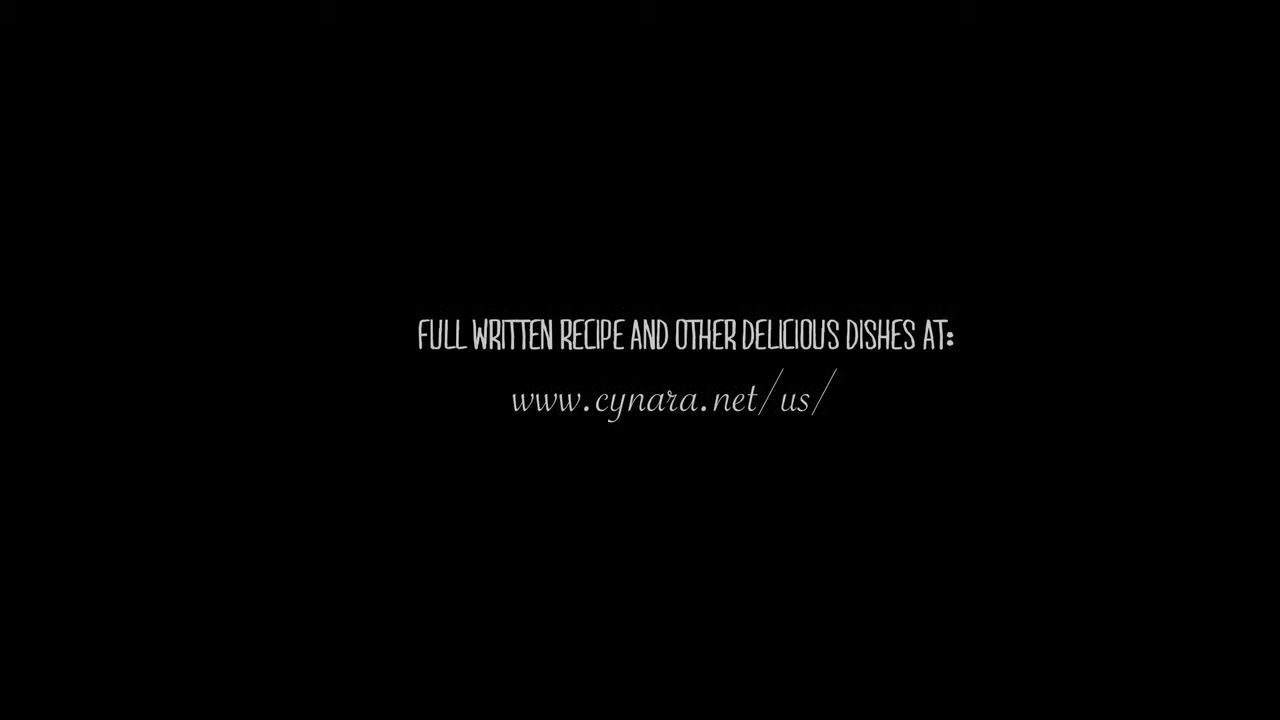 FULL WRITTEN RECIPE AND OTHER DELICIOUS DISHES AT:
www.cynara.net/us/